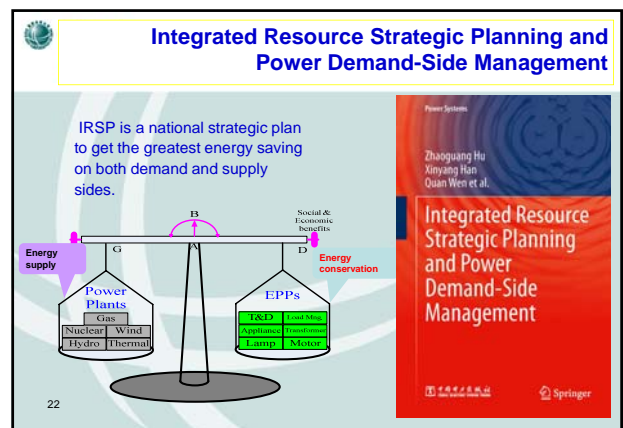 Integrated Resource Strategic Planning and
Power Demand-Side Management
IRSP is a national strategic plan
to get the greatest energy saving
on both demand and supply
sides.
B
Social &
Economic
benefits
G
A
D
Energy
supply
Energy
conservation
Power
Plants
Gas
Nuclear Wind
Hydro Thermal
EPPs
T&D Load Mng.
Appliance Transformer
Lamp Motor
22
Power Systems
Zhaoguang Hu
Xinyang Han
Quan Wen et al.
Integrated Resource
Strategic Planning
and Power
Demand-Side
Management
Springer